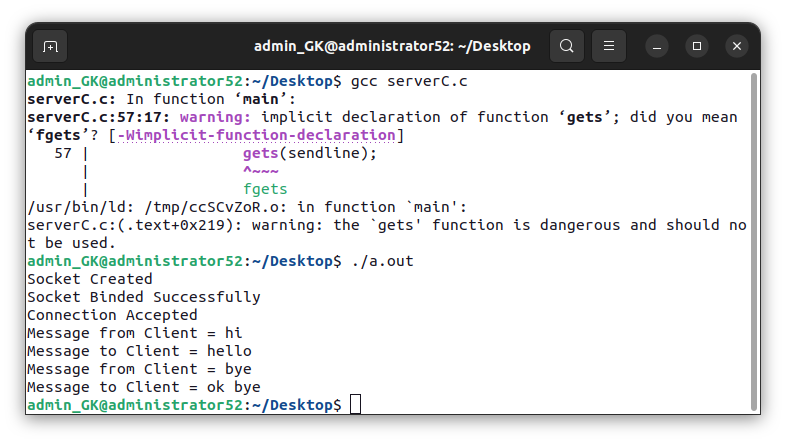 admin_GK@administrator52: ~/Desktop
admin_GK@administrator52:~/Desktop$ gcc serverC.c
serverC.c: In function ‘main’:
serverC.c:57:17: warning: implicit declaration of function ‘gets’; did you mean
‘fgets’? [-Wimplicit-function-declaration]
   57 |                 gets(sendline);
      |                 ^~~~
      |                 fgets
/usr/bin/ld: /tmp/ccSCvZoR.o: in function `main':
serverC.c:(.text+0x219): warning: the `gets' function is dangerous and should no
t be used.
admin_GK@administrator52:~/Desktop$ ./a.out
Socket Created
Socket Binded Successfully
Connection Accepted
Message from Client = hi
Message to Client = hello
Message from Client = bye
Message to Client = ok bye
admin_GK@administrator52:~/Desktop$